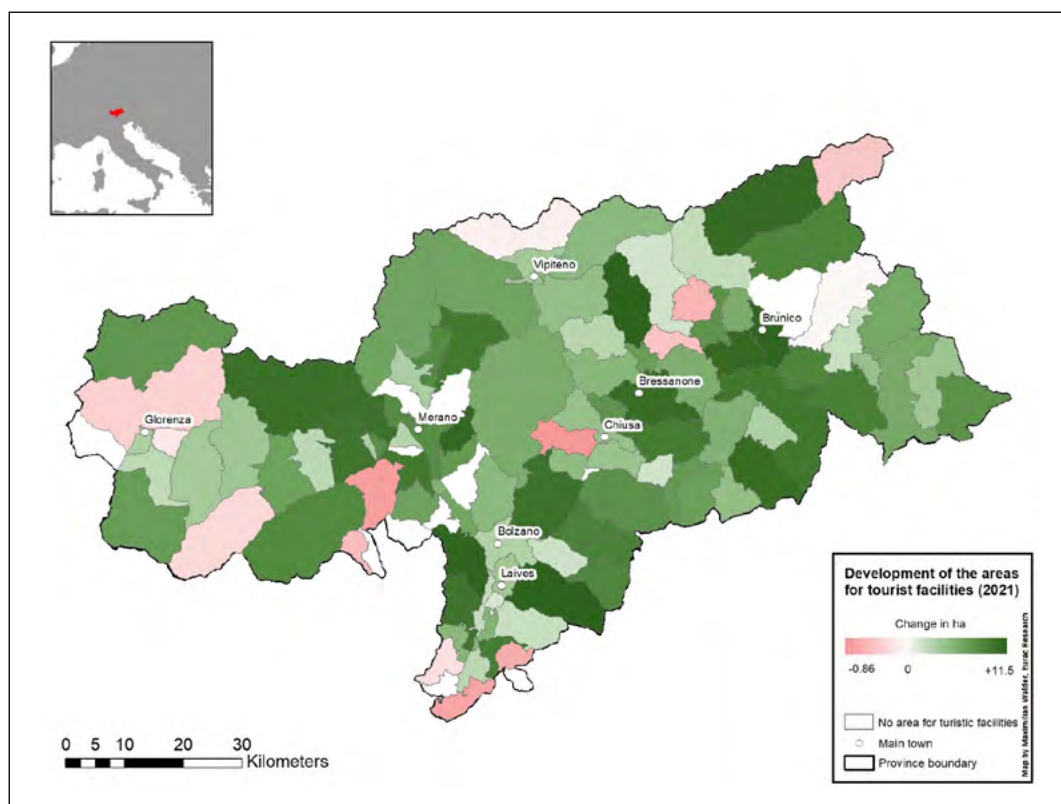 Vipiteno
Brunico
Bressanone
Glorenza
Merano
Chiusa
Bolzano
Laives
Development of the areas
for tourist facilities (2021)
Change in ha
-0.86 0 +11.5
No area for turistic facilities
Main town
Province boundary
Map by Maximilian Walder, Eurac Research
0 5 10 20 30
Kilometers